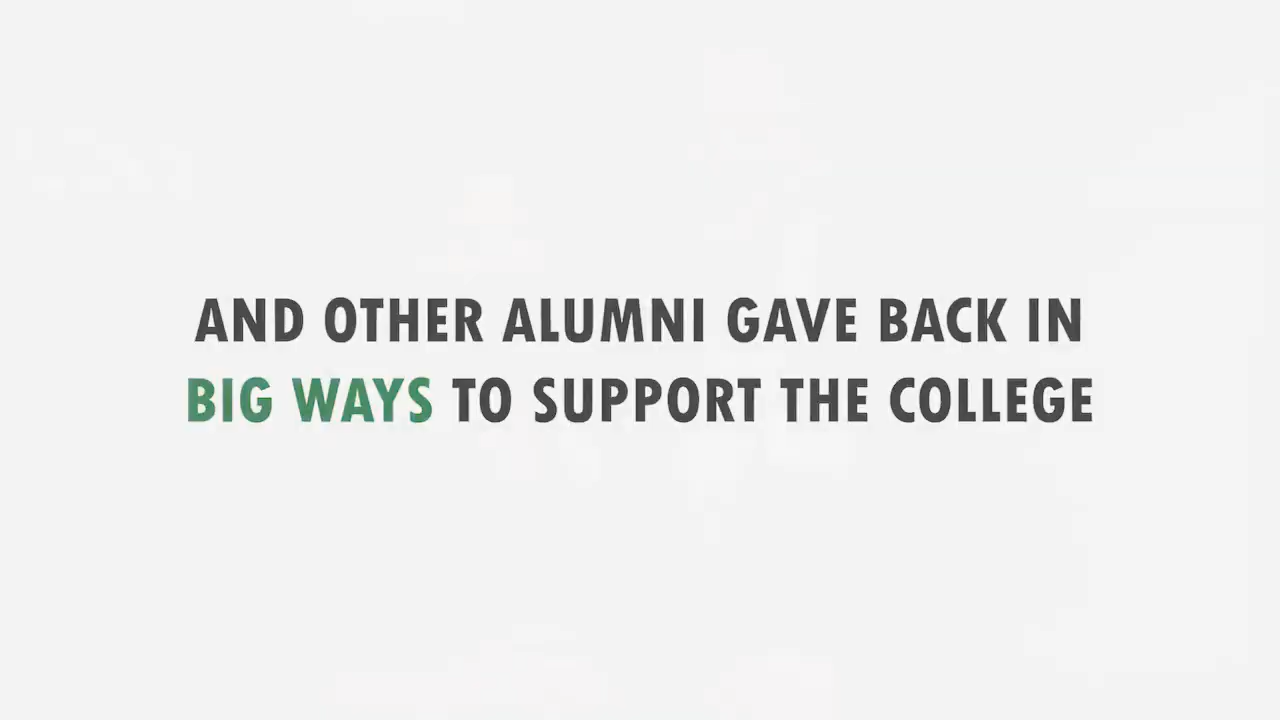 AND OTHER ALUMNI GAVE BACK IN
BIG WAYS TO SUPPORT THE COLLEGE